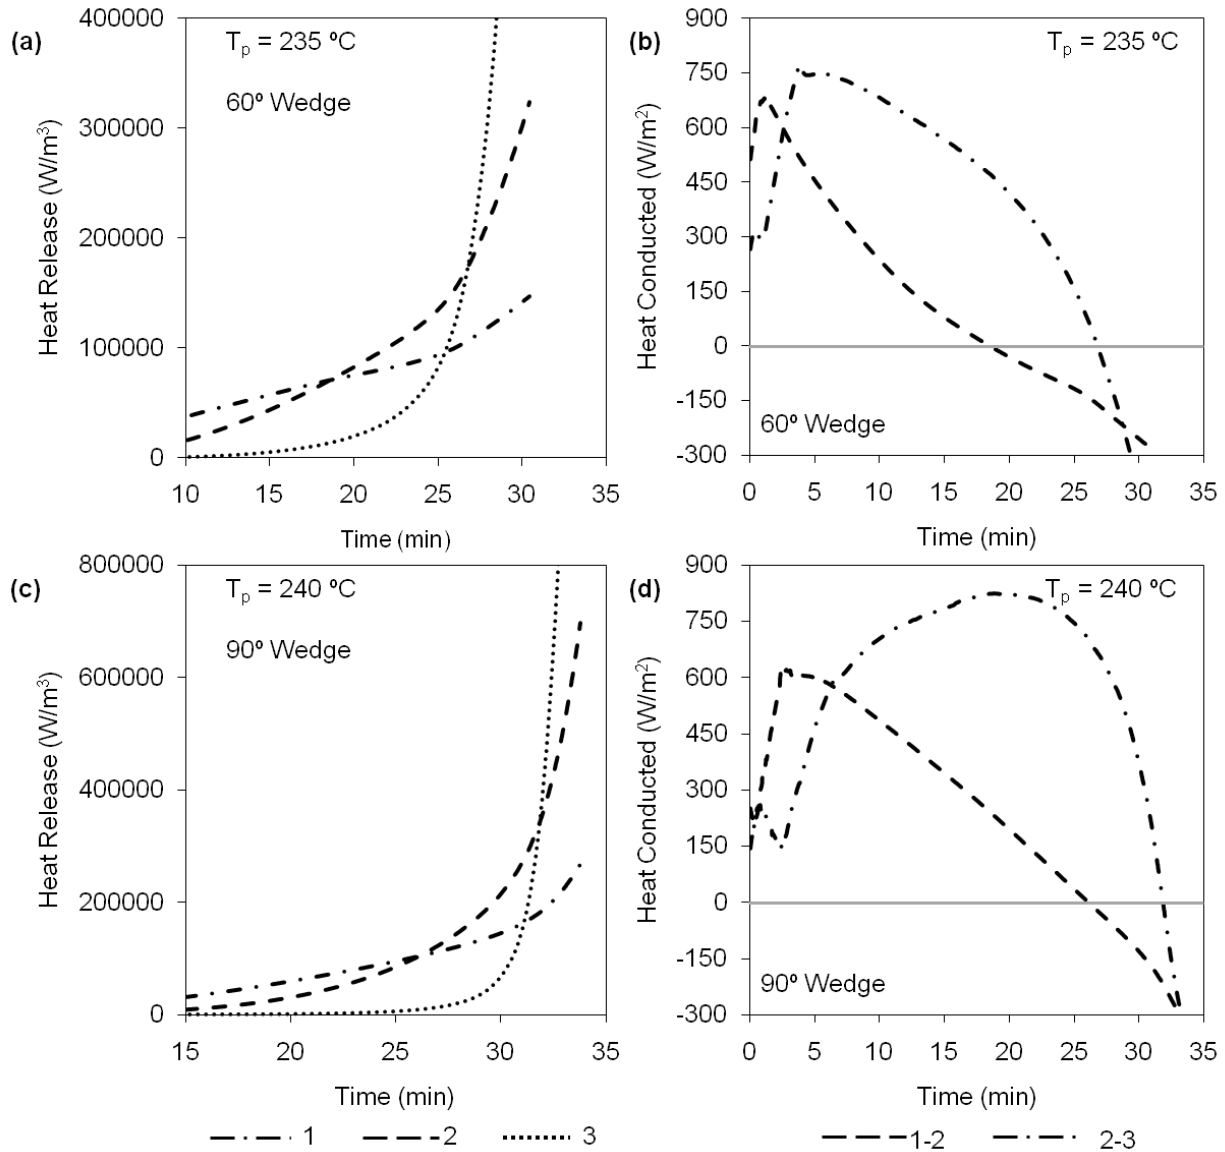 (a)
T_p = 235 ºC
60º Wedge
Heat Release (W/m³)
400000
300000
200000
100000
0
10 15 20 25 30 35
Time (min)
(b)
T_p = 235 ºC
60º Wedge
Heat Conducted (W/m²)
900
750
600
450
300
150
0
-150
-300
0 5 10 15 20 25 30 35
Time (min)
(c)
T_p = 240 ºC
90º Wedge
Heat Release (W/m³)
800000
600000
400000
200000
0
15 20 25 30 35
Time (min)
1 2 3
(d)
T_p = 240 ºC
90º Wedge
Heat Conducted (W/m²)
900
750
600
450
300
150
0
-150
-300
0 5 10 15 20 25 30 35
Time (min)
1-2 2-3